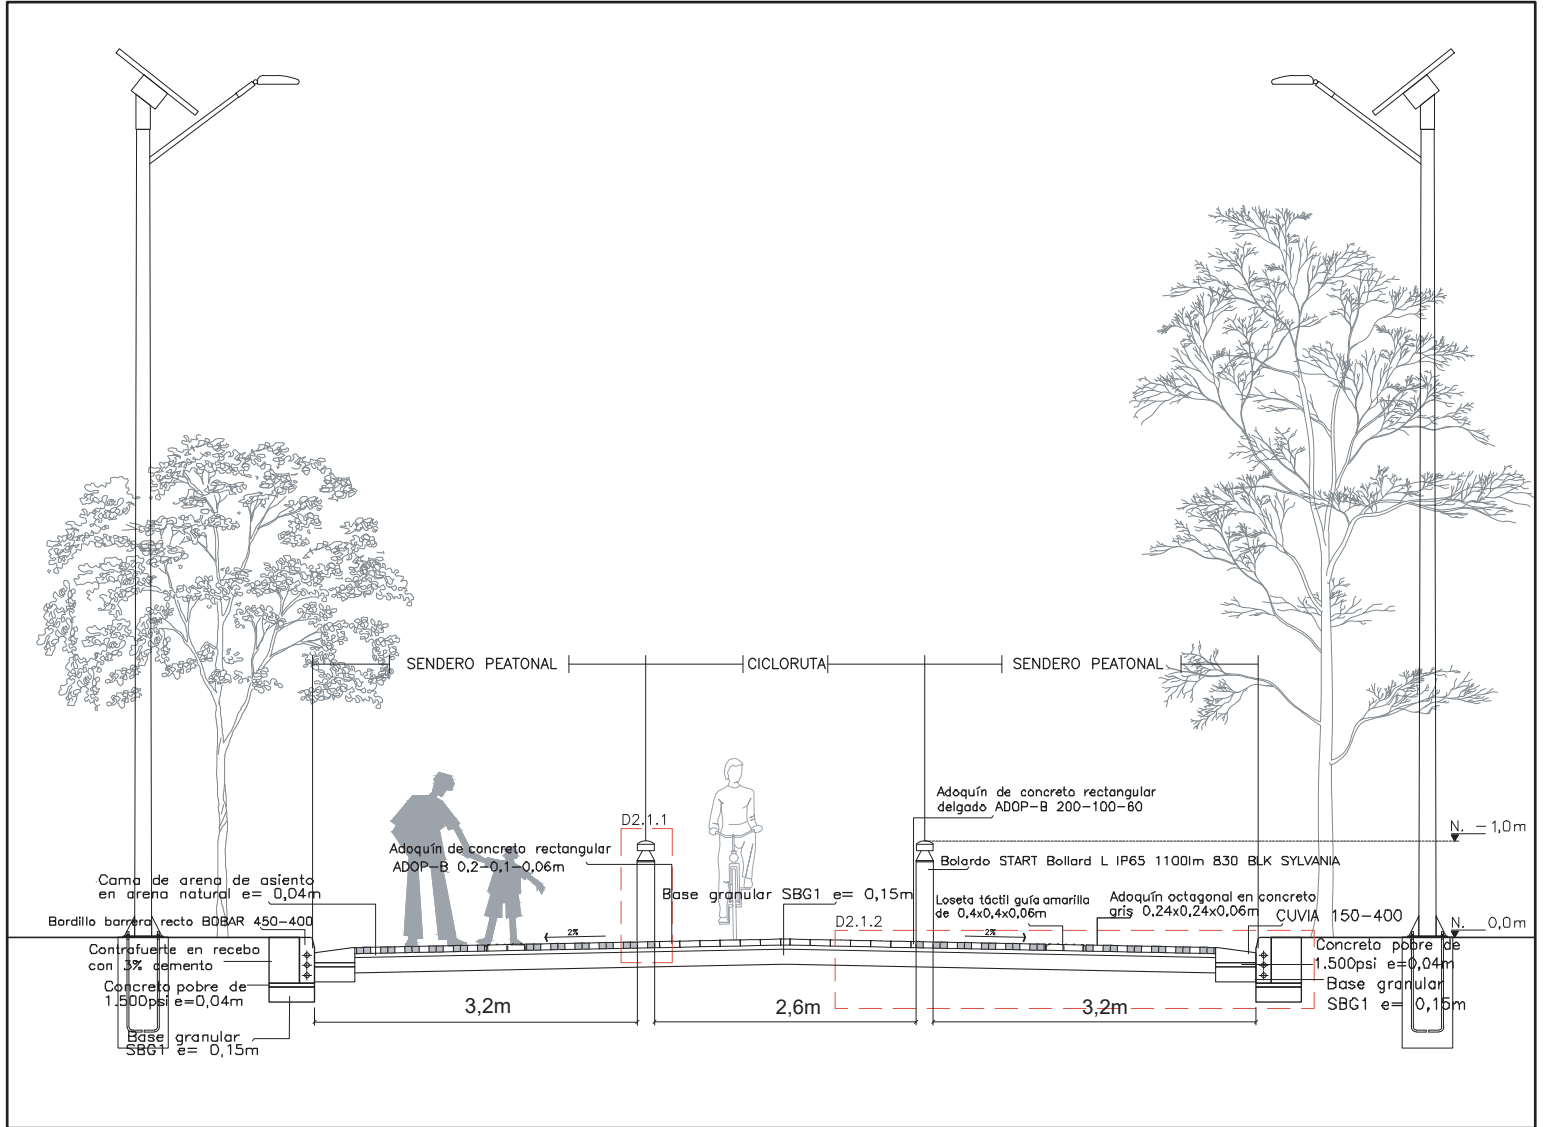 SENDERO PEATONAL
CICLORUTA
SENDERO PEATONAL
Adoquín de concreto rectangular
delgado ADOP-B 200-100-60
D2.1.1
N. -1,0m
Adoquín de concreto rectangular
ADOP-B 0,2-0,1-0,06m
Bolardo START Bollard L IP65 1100lm 830 BLK SYLVANIA
Cama de arena de asiento
en arena natural e= 0,04m
Base granular SBG1 e= 0,15m
Loseta táctil guía amarilla
de 0,4x0,4x0,06m
Adoquín octagonal en concreto
gris 0,24x0,24x0,06m
Bordillo barrera recto BOBAR 450-400
D2.1.2
CUVIA 150-400
N. 0,0m
2%
2%
Contrafuerte en recebo
con 3% cemento
Concreto pobre de
1.500psi e=0,04m
Concreto pobre de
1.500psi e=0,04m
Base granular
SBG1 e= 0,15m
3,2m
2,6m
3,2m
Base granular
SBG1 e= 0,15m